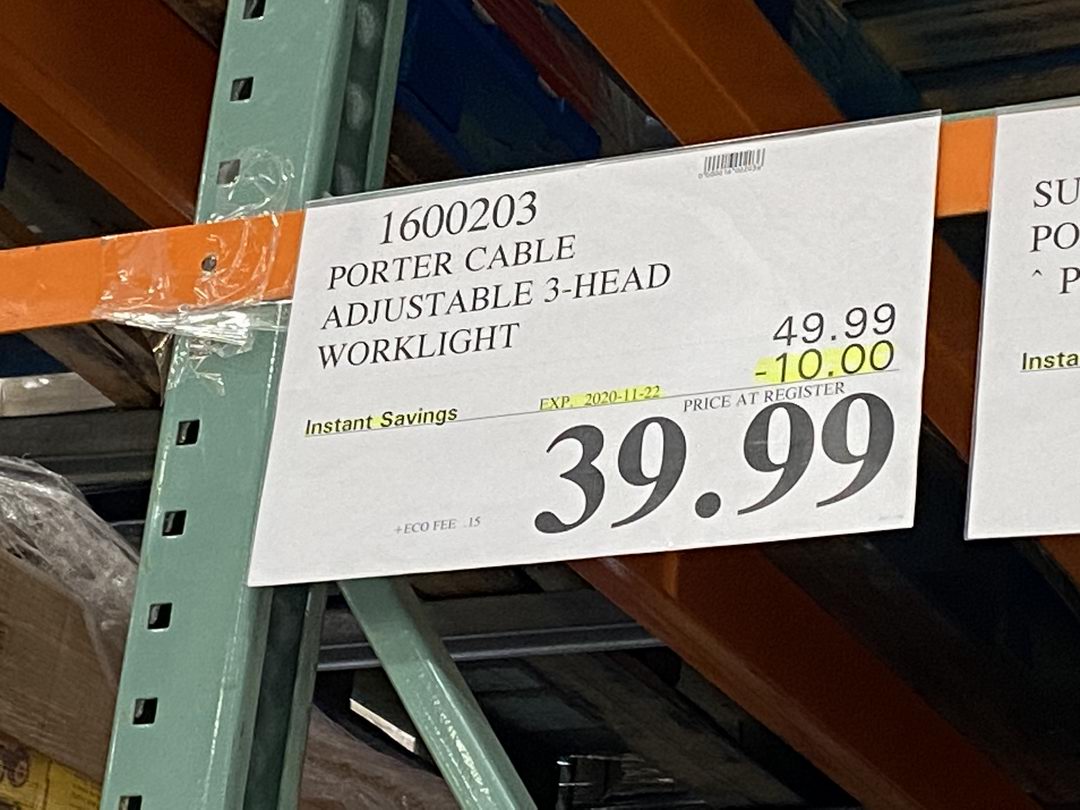 1600203
PORTER CABLE
ADJUSTABLE 3-HEAD
WORKLIGHT
49.99
-10.00
Instant Savings
EXP. 2020-11-22
PRICE AT REGISTER
39.99
+ECO FEE .15
SU
PO
^ P
Insta